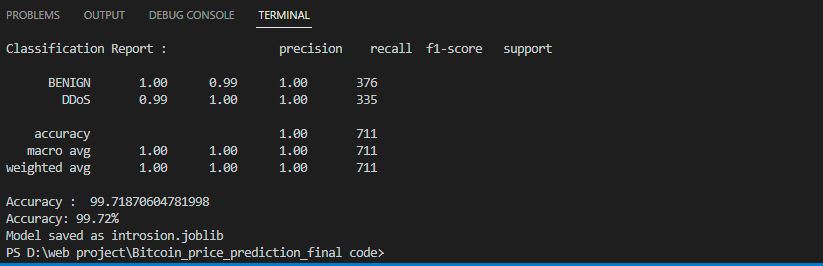 PROBLEMS OUTPUT DEBUG CONSOLE TERMINAL
Classification Report : precision recall f1-score support
BENIGN 1.00 0.99 1.00 376
DDoS 0.99 1.00 1.00 335
accuracy 1.00 711
macro avg 1.00 1.00 1.00 711
weighted avg 1.00 1.00 1.00 711
Accuracy : 99.71870604781998
Accuracy: 99.72%
Model saved as introsion.joblib
PS D:\web project\Bitcoin_price_prediction_final code>